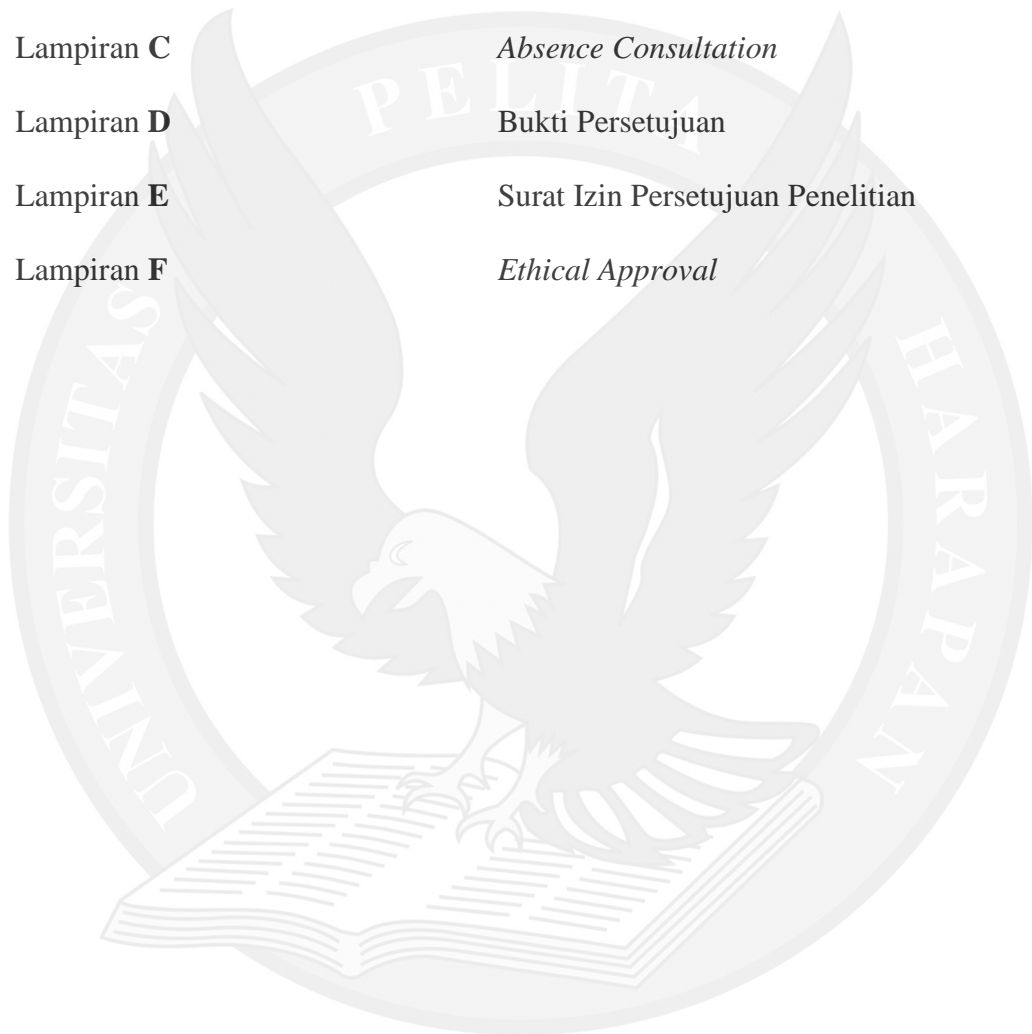 Lampiran C Absence Consultation
Lampiran D Bukti Persetujuan
Lampiran E Surat Izin Persetujuan Penelitian
Lampiran F Ethical Approval
UNIVERSITAS PELITA HARAPAN